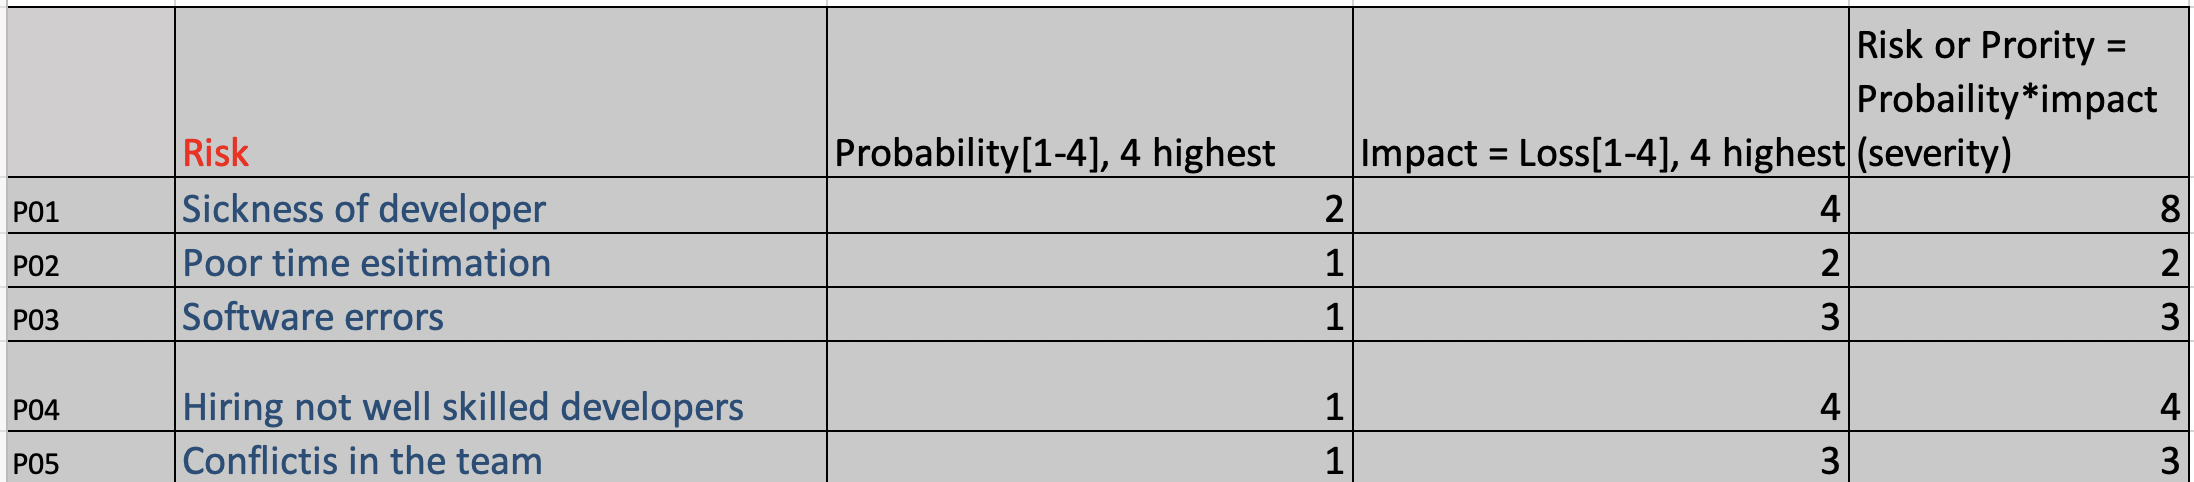 Risk
Probability[1-4], 4 highest
Impact = Loss[1-4], 4 highest
Risk or Prority =
Probaility*impact
(severity)
P01 Sickness of developer 2 4 8
P02 Poor time esitimation 1 2 2
P03 Software errors 1 3 3
P04 Hiring not well skilled developers 1 4 4
P05 Conflictis in the team 1 3 3